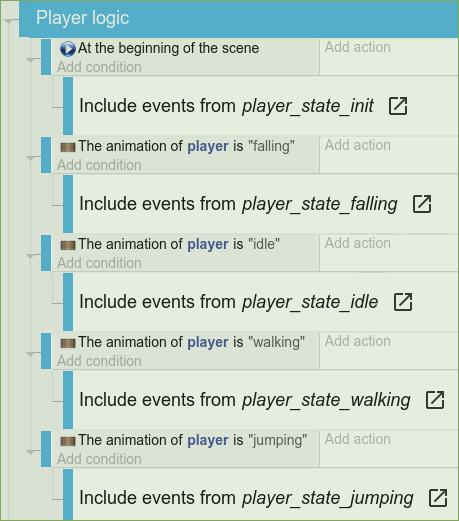 Player logic
At the beginning of the scene
Add action
Add condition
Include events from player_state_init
The animation of player is "falling"
Add action
Add condition
Include events from player_state_falling
The animation of player is "idle"
Add action
Add condition
Include events from player_state_idle
The animation of player is "walking"
Add action
Add condition
Include events from player_state_walking
The animation of player is "jumping"
Add action
Add condition
Include events from player_state_jumping